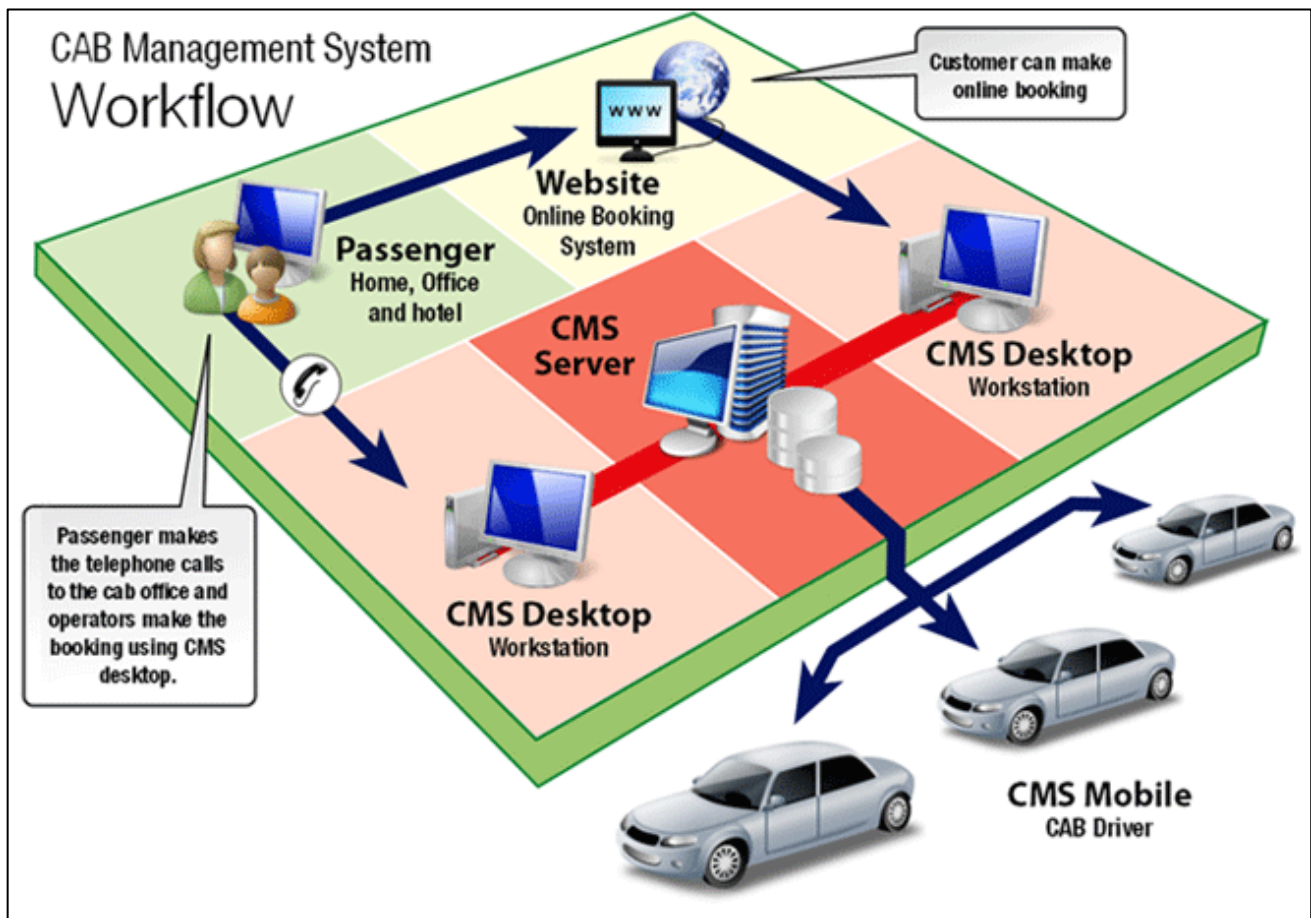 CAB Management System
Workflow
Customer can make
online booking
WWW
Website
Online Booking
System
Passenger
Home, Office
and hotel
CMS
Server
CMS Desktop
Workstation
Passenger makes
the telephone calls
to the cab office and
operators make the
booking using CMS
desktop.
CMS Desktop
Workstation
CMS Mobile
CAB Driver